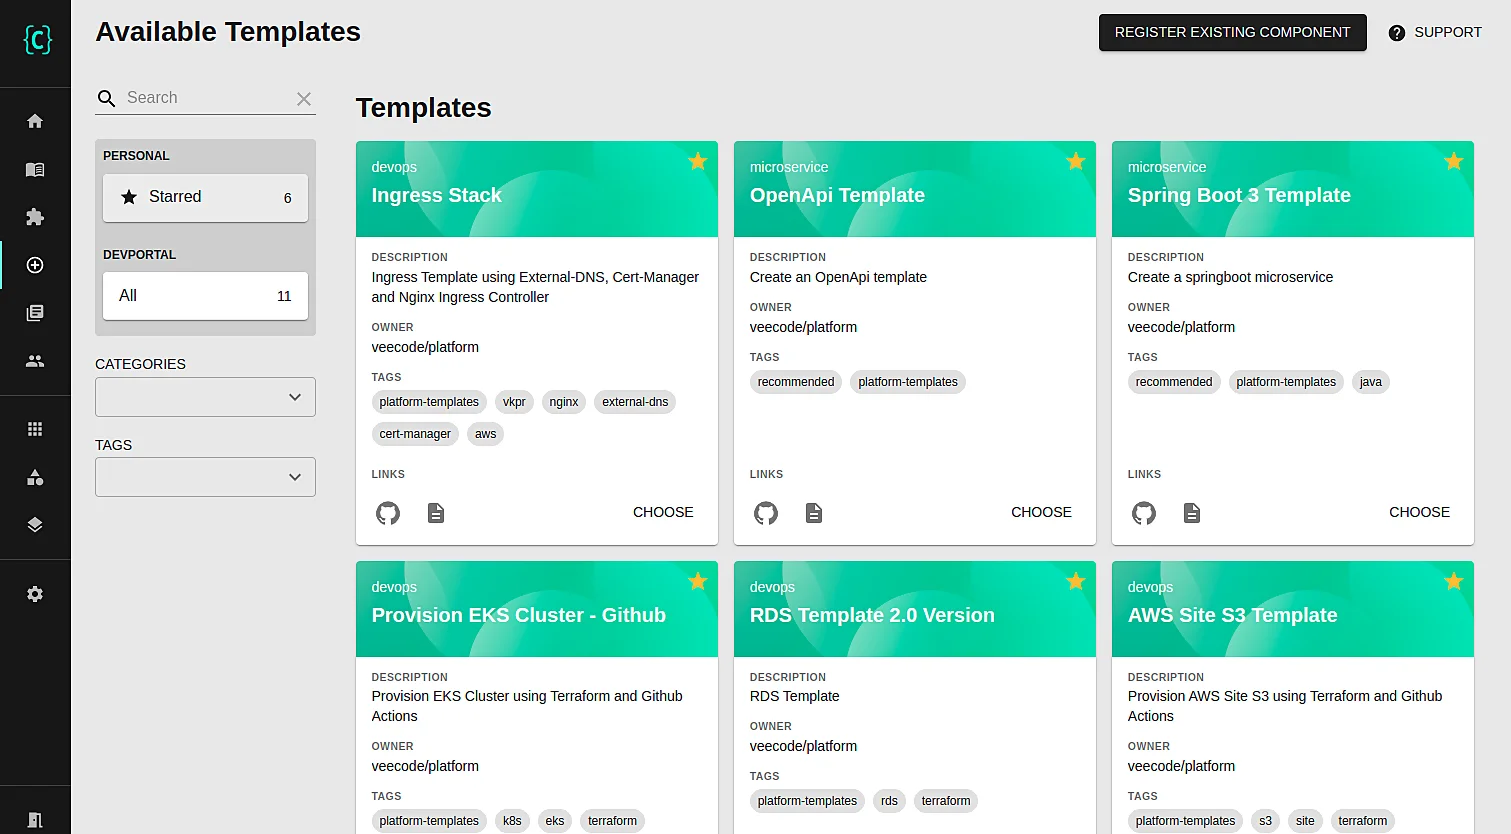 {C}
Available Templates
REGISTER EXISTING COMPONENT
SUPPORT
Search
PERSONAL
Starred 6
DEVPORTAL
All 11
CATEGORIES
TAGS
Templates
devops
Ingress Stack
DESCRIPTION
Ingress Template using External-DNS, Cert-Manager
and Nginx Ingress Controller
OWNER
veecode/platform
TAGS
platform-templates vkpr nginx external-dns
cert-manager aws
LINKS
CHOOSE
microservice
OpenApi Template
DESCRIPTION
Create an OpenApi template
OWNER
veecode/platform
TAGS
recommended platform-templates
LINKS
CHOOSE
microservice
Spring Boot 3 Template
DESCRIPTION
Create a springboot microservice
OWNER
veecode/platform
TAGS
recommended platform-templates java
LINKS
CHOOSE
devops
Provision EKS Cluster - Github
DESCRIPTION
Provision EKS Cluster using Terraform and Github
Actions
OWNER
veecode/platform
TAGS
platform-templates k8s eks terraform
devops
RDS Template 2.0 Version
DESCRIPTION
RDS Template
OWNER
veecode/platform
TAGS
platform-templates rds terraform
devops
AWS Site S3 Template
DESCRIPTION
Provision AWS Site S3 using Terraform and Github
Actions
OWNER
veecode/platform
TAGS
platform-templates s3 site terraform